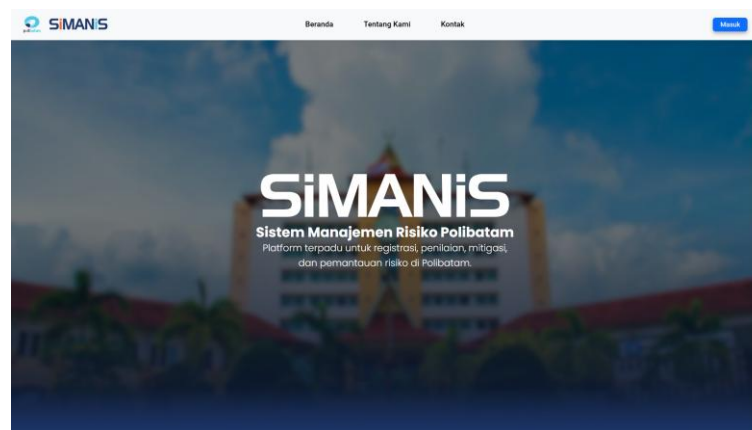 SiMANiS
Beranda
Tentang Kami
Kontak
Masuk
SiMANiS
Sistem Manajemen Risiko Polibatam
Platform terpadu untuk registrasi, penilaian, mitigasi,
dan pemantauan risiko di Polibatam.